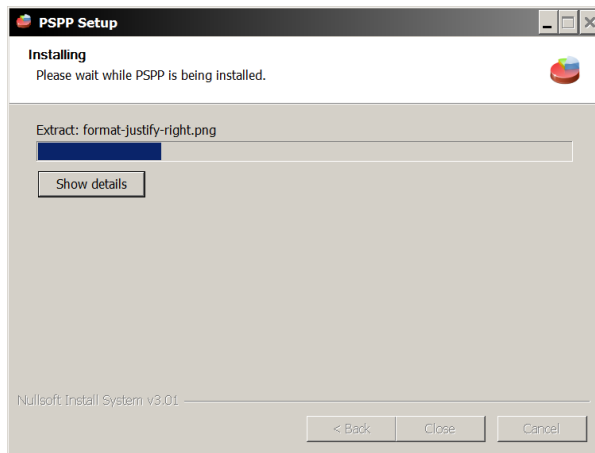 PSPP Setup
Installing
Please wait while PSPP is being installed.
Extract: format-justify-right.png
Show details
Nullsoft Install System v3.01
< Back
Close
Cancel